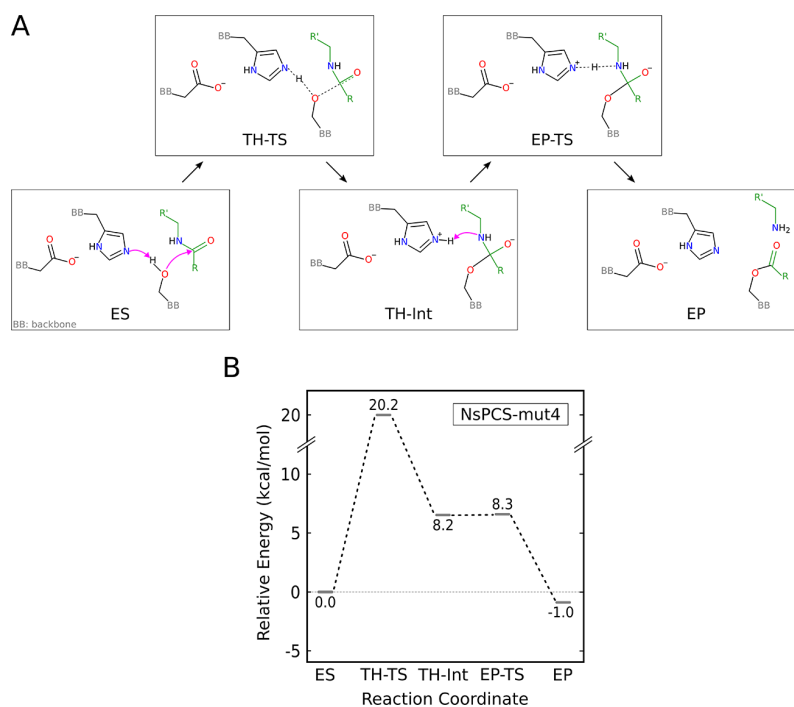 A
BB
O
O⁻
BB
HN
N
H
R'
NH
O
O
R
BB
TH-TS
BB
O
O⁻
BB
HN
N⁺
H
R'
NH
O⁻
O
R
BB
EP-TS
BB
O
O⁻
BB
HN
N
H
R'
NH
O
O
R
BB
ES
BB: backbone
BB
O
O⁻
BB
HN
N⁺
H
R'
NH
O⁻
O
R
BB
TH-Int
BB
O
O⁻
BB
HN
N
R'
NH₂
O
O
R
BB
EP
B
NsPCS-mut4
Relative Energy (kcal/mol)
20
10
5
0
-5
20.2
8.2
8.3
0.0
-1.0
ES TH-TS TH-Int EP-TS EP
Reaction Coordinate